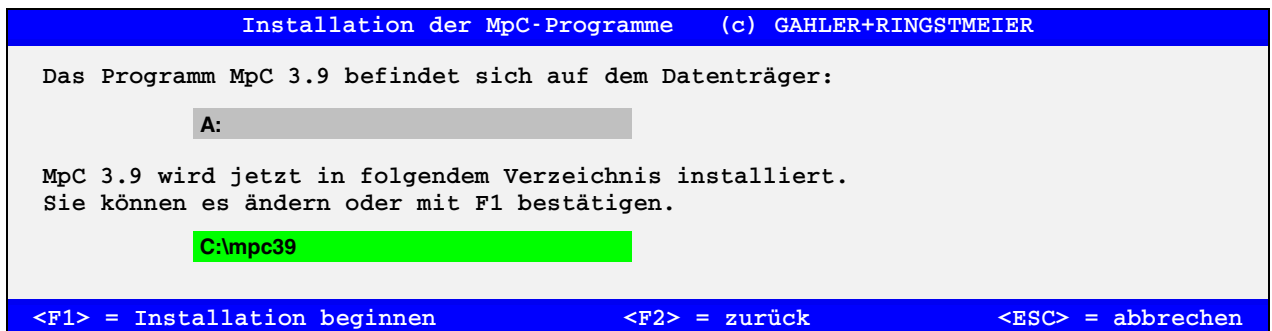 Installation der MpC-Programme (c) GAHLER+RINGSTMEIER
Das Programm MpC 3.9 befindet sich auf dem Datenträger:
A:
MpC 3.9 wird jetzt in folgendem Verzeichnis installiert.
Sie können es ändern oder mit F1 bestätigen.
C:\mpc39
<F1> = Installation beginnen <F2> = zurück <ESC> = abbrechen